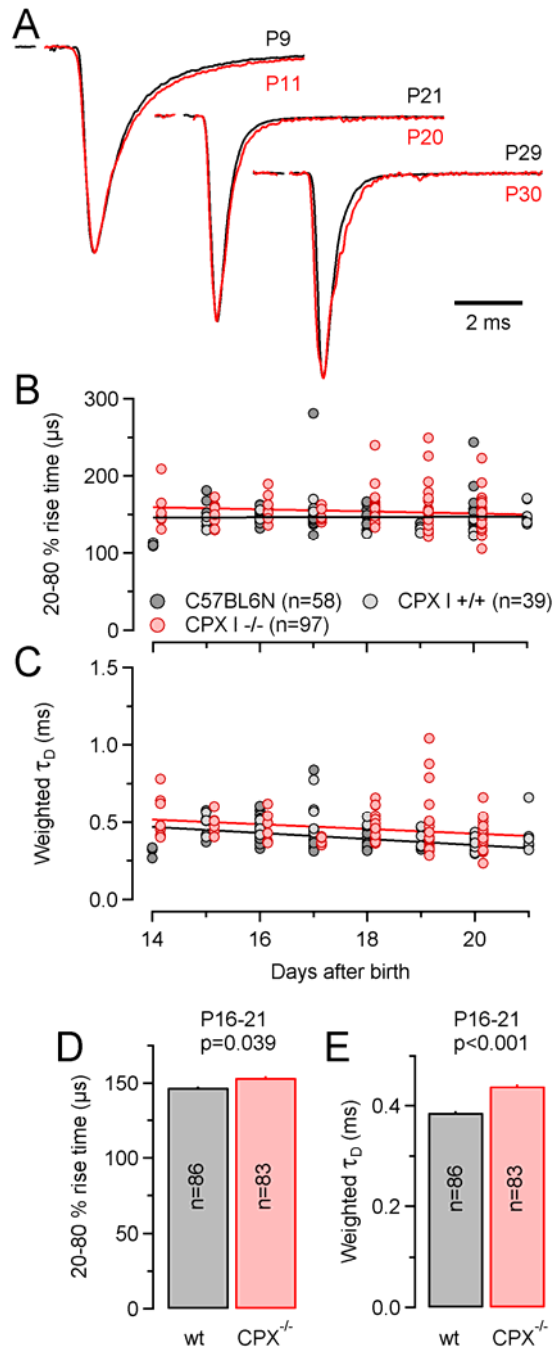 A
P9
P11
P21
P20
P29
P30
2 ms
B
300
200
100
0
20-80 % rise time (µs)
C57BL6N (n=58)
CPX I +/+ (n=39)
CPX I -/- (n=97)
C
1.5
1.0
0.5
0.0
Weighted τD (ms)
14
16
18
20
Days after birth
D
P16-21
p=0.039
150
100
50
0
20-80 % rise time (µs)
n=86
n=83
wt
CPX-/-
E
P16-21
p<0.001
0.4
0.2
0.0
Weighted τD (ms)
n=86
n=83
wt
CPX-/-